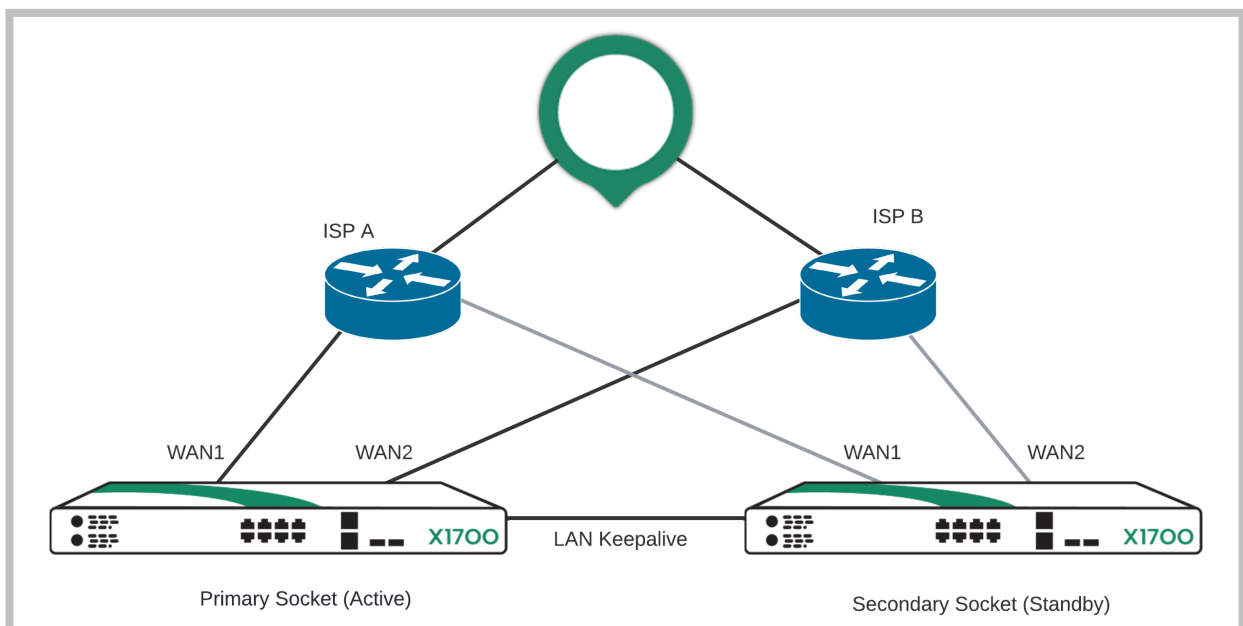 ISP A
ISP B
WAN1
WAN2
WAN1
WAN2
X1700
LAN Keepalive
X1700
Primary Socket (Active)
Secondary Socket (Standby)